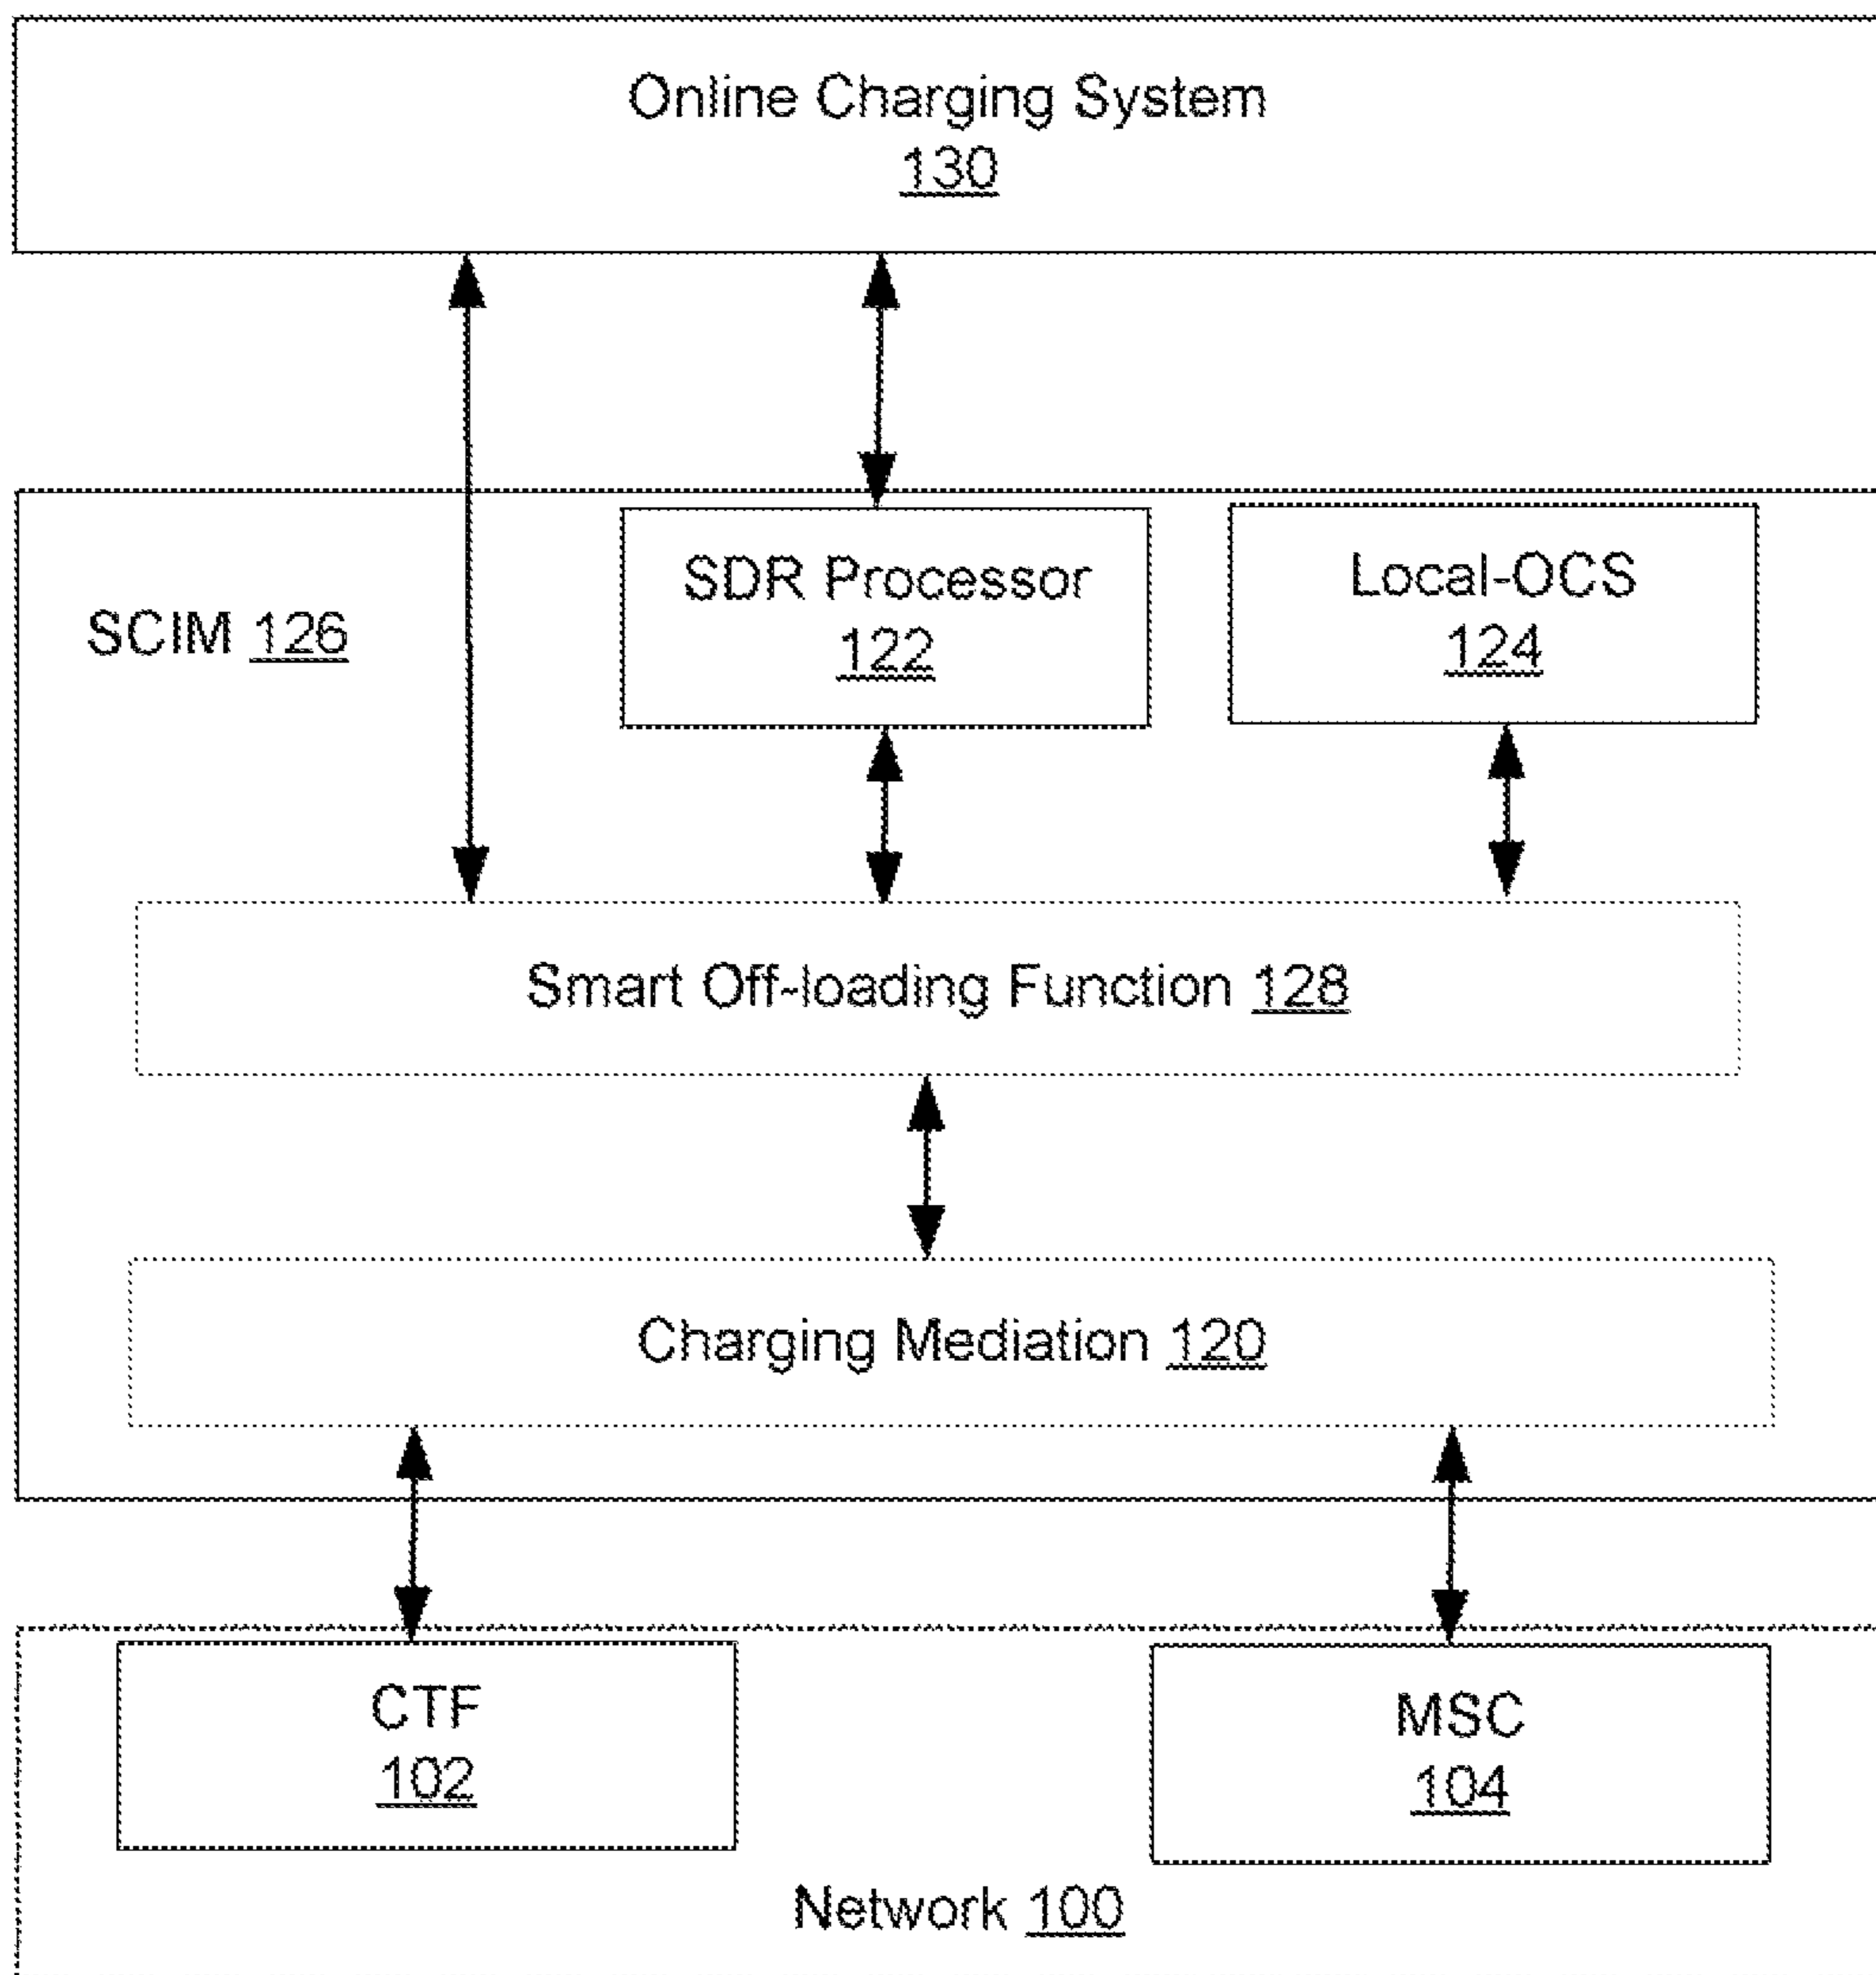 Online Charging System
130
SDR Processor
122
Local-OCS
124
SCIM 126
Smart Off-loading Function 128
Charging Mediation 120
CTF
102
MSC
104
Network 100